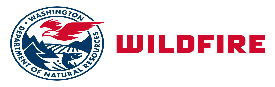 WASHINGTON
DEPARTMENT OF NATURAL RESOURCES
WILDFIRE